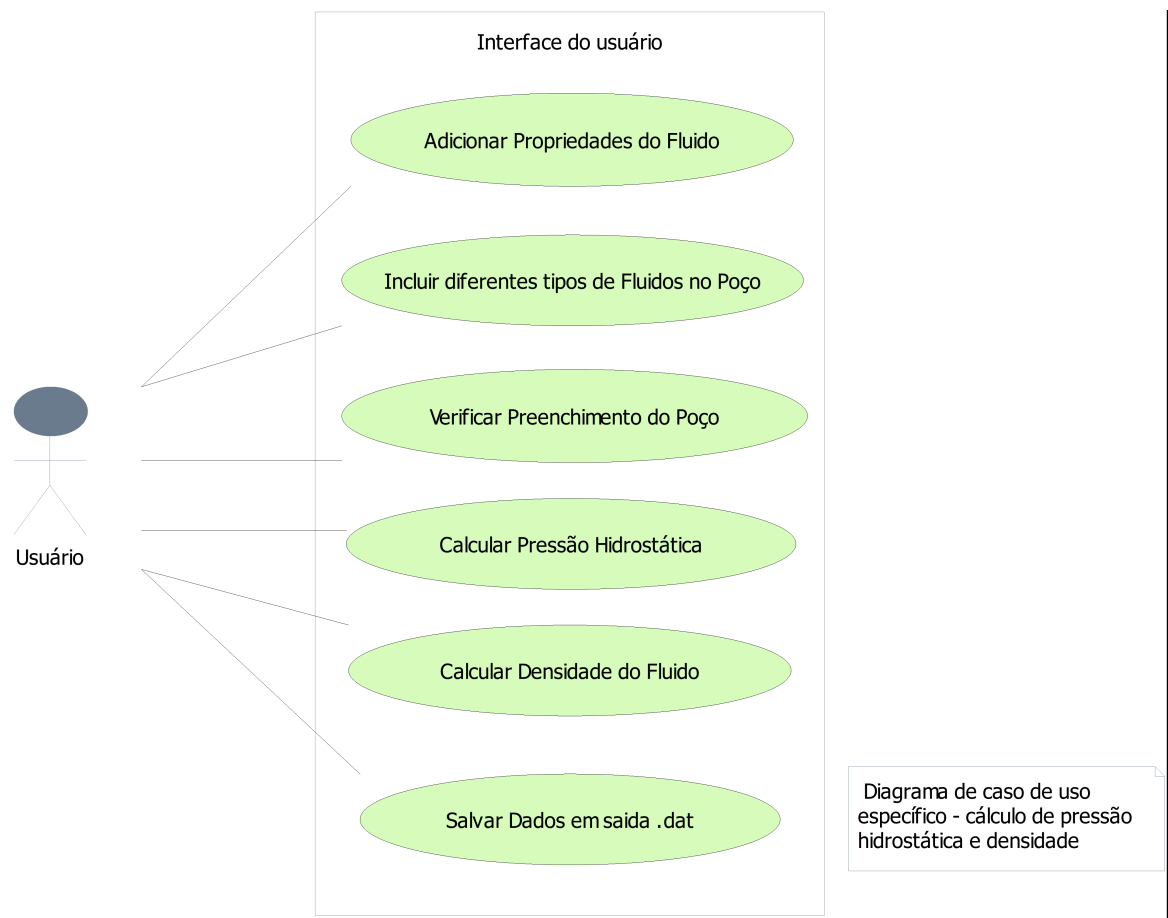 Interface do usuário
Adicionar Propriedades do Fluido
Incluir diferentes tipos de Fluidos no Poço
Verificar Preenchimento do Poço
Calcular Pressão Hidrostática
Usuário
Calcular Densidade do Fluido
Salvar Dados em saida .dat
Diagrama de caso de uso
específico - cálculo de pressão
hidrostática e densidade